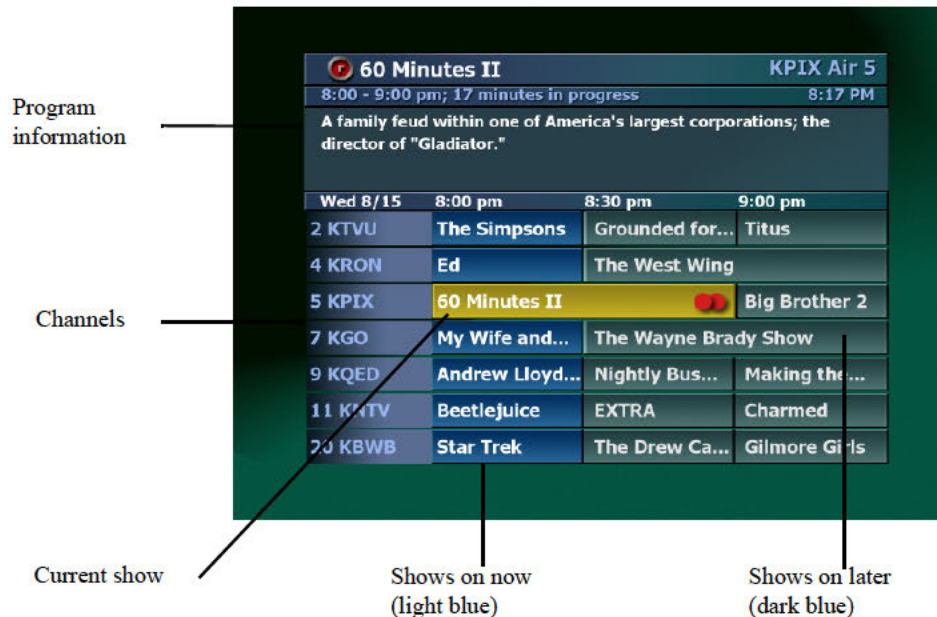 60 Minutes II KPIX Air 5
8:00 - 9:00 pm; 17 minutes in progress 8:17 PM
Program
information
A family feud within one of America's largest corporations; the
director of "Gladiator."
Wed 8/15 8:00 pm 8:30 pm 9:00 pm
2 KTVU The Simpsons Grounded for... Titus
4 KRON Ed The West Wing
5 KPIX 60 Minutes II Big Brother 2
Channels
7 KGO My Wife and... The Wayne Brady Show
9 KQED Andrew Lloyd... Nightly Bus... Making the...
11 KNTV Beetlejuice EXTRA Charmed
20 KBWB Star Trek The Drew Ca... Gilmore Girls
Current show
Shows on now
(light blue)
Shows on later
(dark blue)